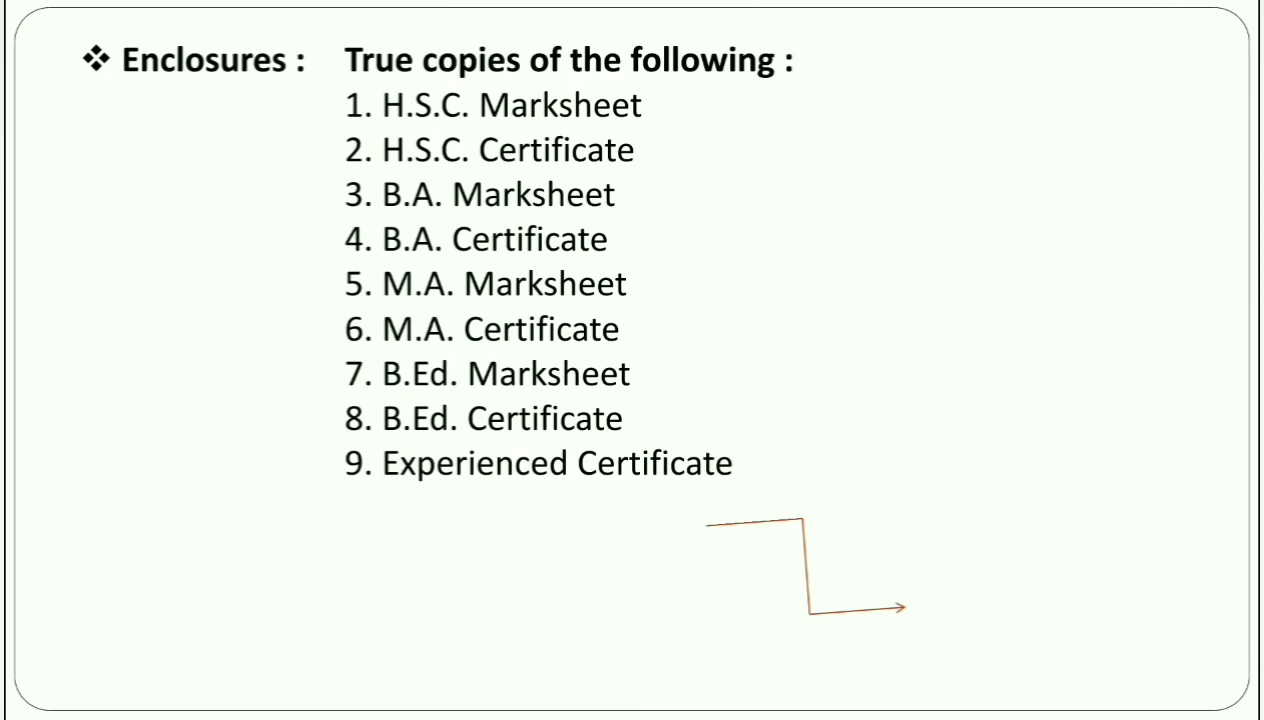 ❖ Enclosures : True copies of the following :
1. H.S.C. Marksheet
2. H.S.C. Certificate
3. B.A. Marksheet
4. B.A. Certificate
5. M.A. Marksheet
6. M.A. Certificate
7. B.Ed. Marksheet
8. B.Ed. Certificate
9. Experienced Certificate